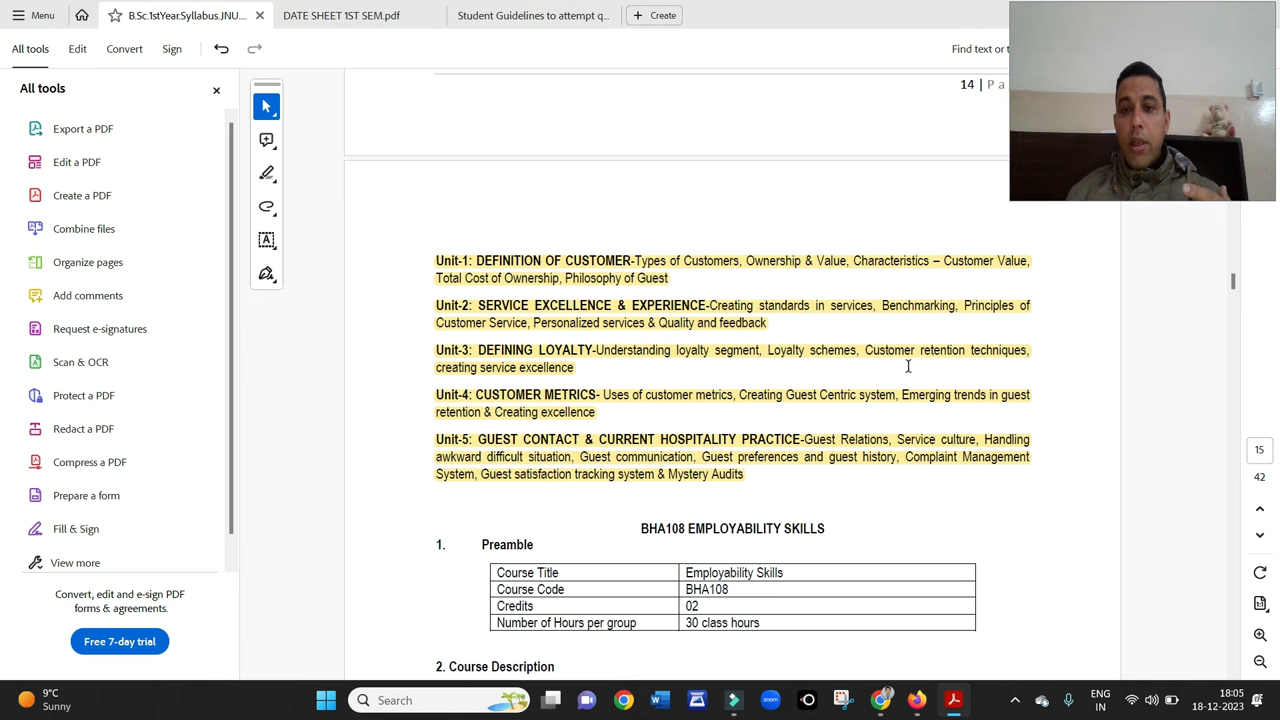 Menu
B.Sc.1stYear.Syllabus.JNU...
DATE SHEET 1ST SEM.pdf
Student Guidelines to attempt q...
Create
All tools
Edit
Convert
Sign
Find text or t
All tools
Export a PDF
Edit a PDF
Create a PDF
Combine files
Organize pages
Add comments
Request e-signatures
Scan & OCR
Protect a PDF
Redact a PDF
Compress a PDF
Prepare a form
Fill & Sign
View more
Convert, edit and e-sign PDF
forms & agreements.
Free 7-day trial
14 | P a
Unit-1: DEFINITION OF CUSTOMER-Types of Customers, Ownership & Value, Characteristics – Customer Value,
Total Cost of Ownership, Philosophy of Guest
Unit-2: SERVICE EXCELLENCE & EXPERIENCE-Creating standards in services, Benchmarking, Principles of
Customer Service, Personalized services & Quality and feedback
Unit-3: DEFINING LOYALTY-Understanding loyalty segment, Loyalty schemes, Customer retention techniques,
creating service excellence
Unit-4: CUSTOMER METRICS- Uses of customer metrics, Creating Guest Centric system, Emerging trends in guest
retention & Creating excellence
Unit-5: GUEST CONTACT & CURRENT HOSPITALITY PRACTICE-Guest Relations, Service culture, Handling
awkward difficult situation, Guest communication, Guest preferences and guest history, Complaint Management
System, Guest satisfaction tracking system & Mystery Audits
BHA108 EMPLOYABILITY SKILLS
1. Preamble
Course Title Employability Skills
Course Code BHA108
Credits 02
Number of Hours per group 30 class hours
2. Course Description
15
42
9°C
Sunny
Search
ENG
IN
18:05
18-12-2023